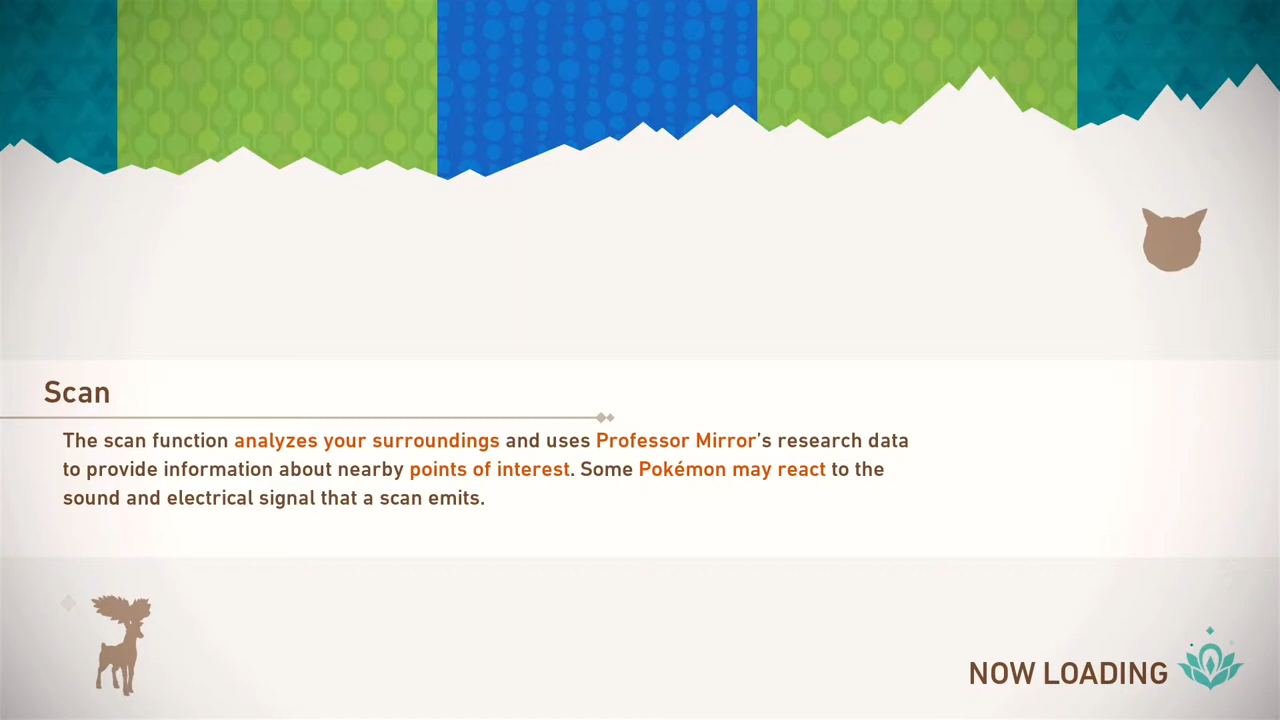 Scan
The scan function analyzes your surroundings and uses Professor Mirror's research data
to provide information about nearby points of interest. Some Pokémon may react to the
sound and electrical signal that a scan emits.
NOW LOADING